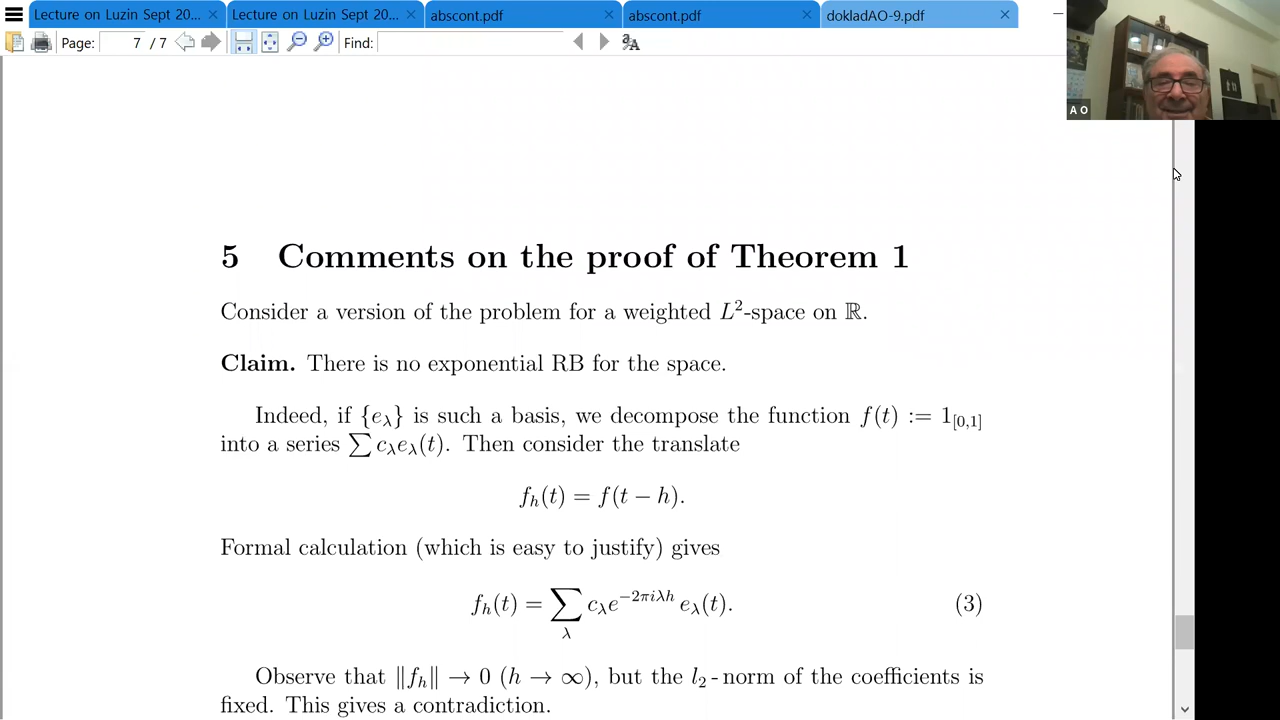 Lecture on Luzin Sept 20...
Lecture on Luzin Sept 20...
abscont.pdf
abscont.pdf
dokladAO-9.pdf
Page: 7 / 7
Find:
A O
5 Comments on the proof of Theorem 1
Consider a version of the problem for a weighted L²-space on ℝ.
Claim. There is no exponential RB for the space.
Indeed, if {e_λ} is such a basis, we decompose the function f(t) := 1_{[0,1]}
into a series ∑ c_λe_λ(t). Then consider the translate
f_h(t) = f(t − h).
Formal calculation (which is easy to justify) gives
f_h(t) = ∑_λ c_λe^{−2πiλh} e_λ(t). (3)
Observe that ‖f_h‖ → 0 (h → ∞), but the l₂-norm of the coefficients is
fixed. This gives a contradiction.